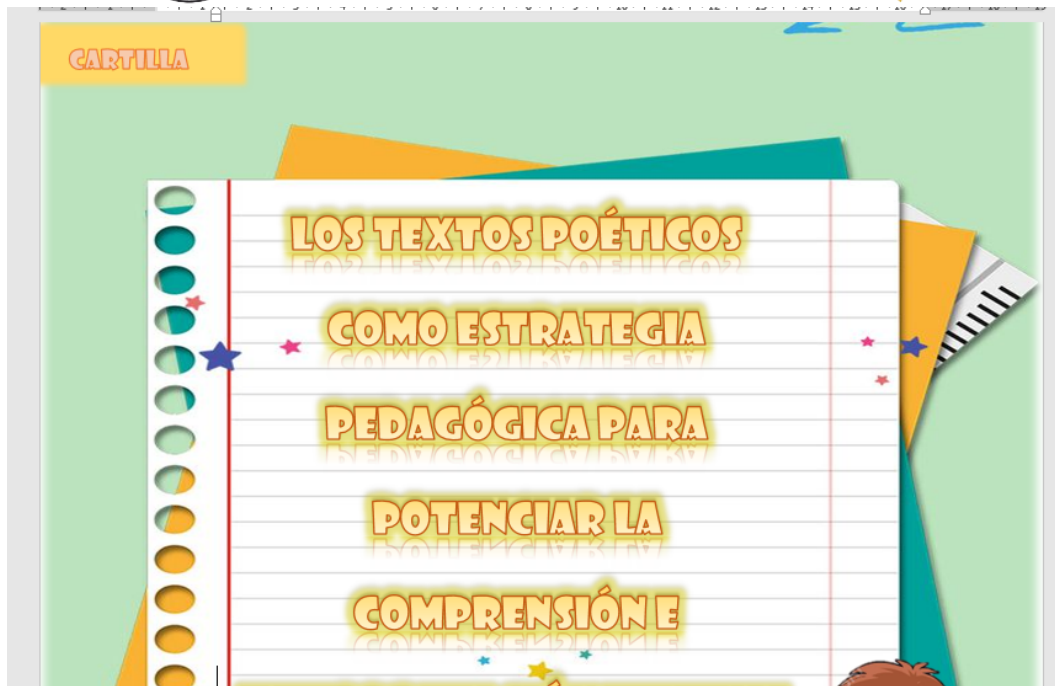 CARTILLA
LOS TEXTOS POÉTICOS
COMO ESTRATEGIA
PEDAGÓGICA PARA
POTENCIAR LA
COMPRENSIÓN E